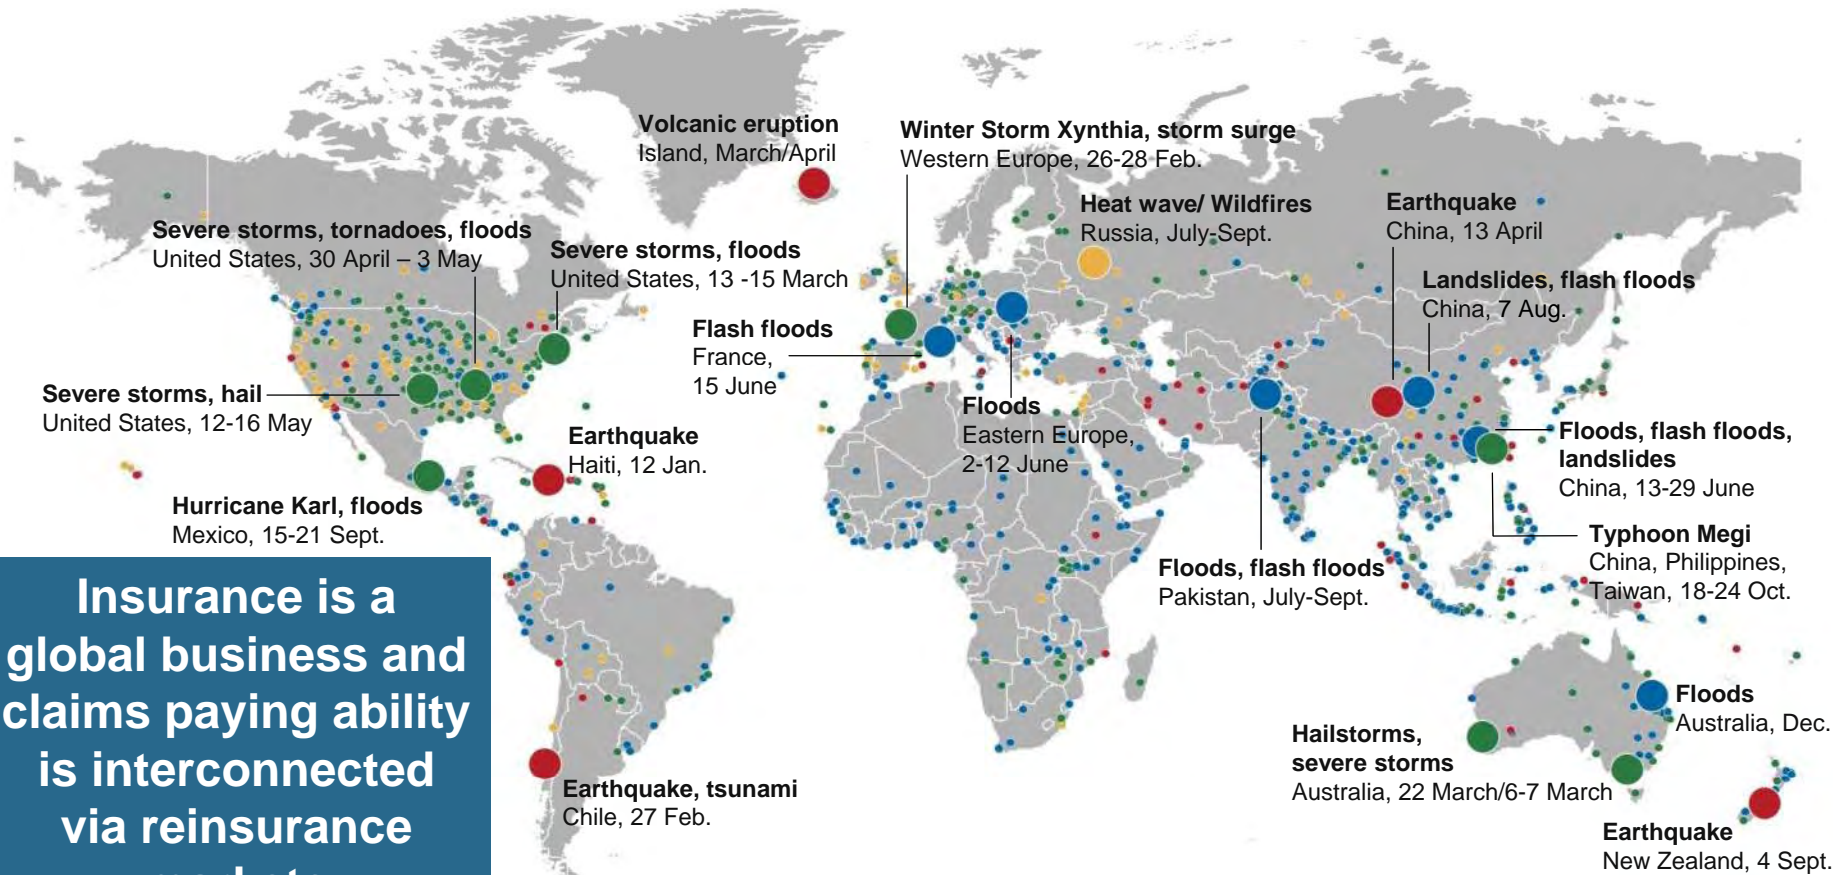 Volcanic eruption
Island, March/April
Winter Storm Xynthia, storm surge
Western Europe, 26-28 Feb.
Heat wave/ Wildfires
Russia, July-Sept.
Earthquake
China, 13 April
Severe storms, tornadoes, floods
United States, 30 April – 3 May
Severe storms, floods
United States, 13 -15 March
Landslides, flash floods
China, 7 Aug.
Flash floods
France,
15 June
Severe storms, hail
United States, 12-16 May
Floods
Eastern Europe,
2-12 June
Earthquake
Haiti, 12 Jan.
Floods, flash floods,
landslides
China, 13-29 June
Hurricane Karl, floods
Mexico, 15-21 Sept.
Typhoon Megi
China, Philippines,
Taiwan, 18-24 Oct.
Floods, flash floods
Pakistan, July-Sept.
Insurance is a
global business and
claims paying ability
is interconnected
via reinsurance
Floods
Australia, Dec.
Hailstorms,
severe storms
Australia, 22 March/6-7 March
Earthquake, tsunami
Chile, 27 Feb.
Earthquake
New Zealand, 4 Sept.